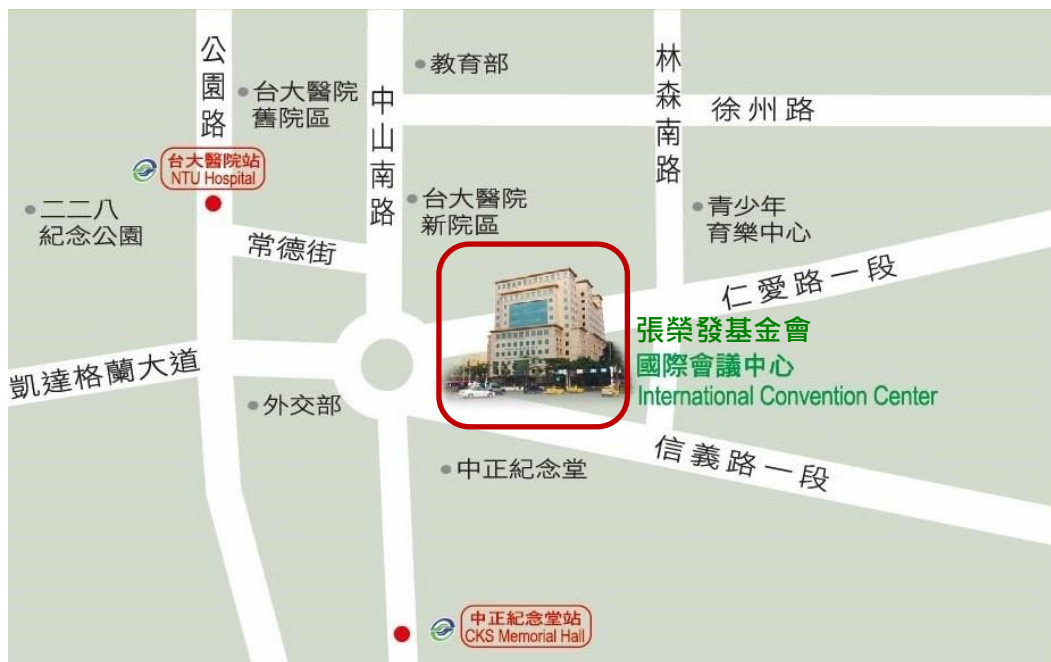 公園路
台大醫院
舊院區
中山南路
教育部
林森南路
徐州路
台大醫院站
NTU Hospital
二二八
紀念公園
常德街
台大醫院
新院區
青少年
育樂中心
仁愛路一段
張榮發基金會
國際會議中心
International Convention Center
凱達格蘭大道
外交部
信義路一段
中正紀念堂
中正紀念堂站
CKS Memorial Hall